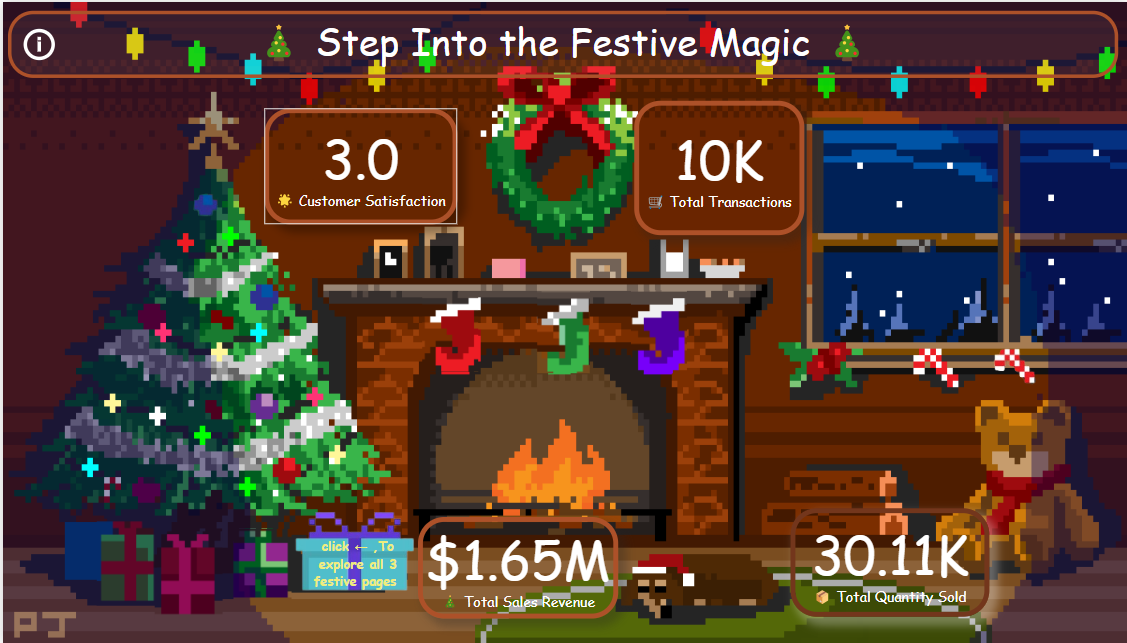 Step Into the Festive Magic
3.0
Customer Satisfaction
10K
Total Transactions
click ← ,To
explore all 3
festive pages
$1.65M
Total Sales Revenue
30.11K
Total Quantity Sold
PJ